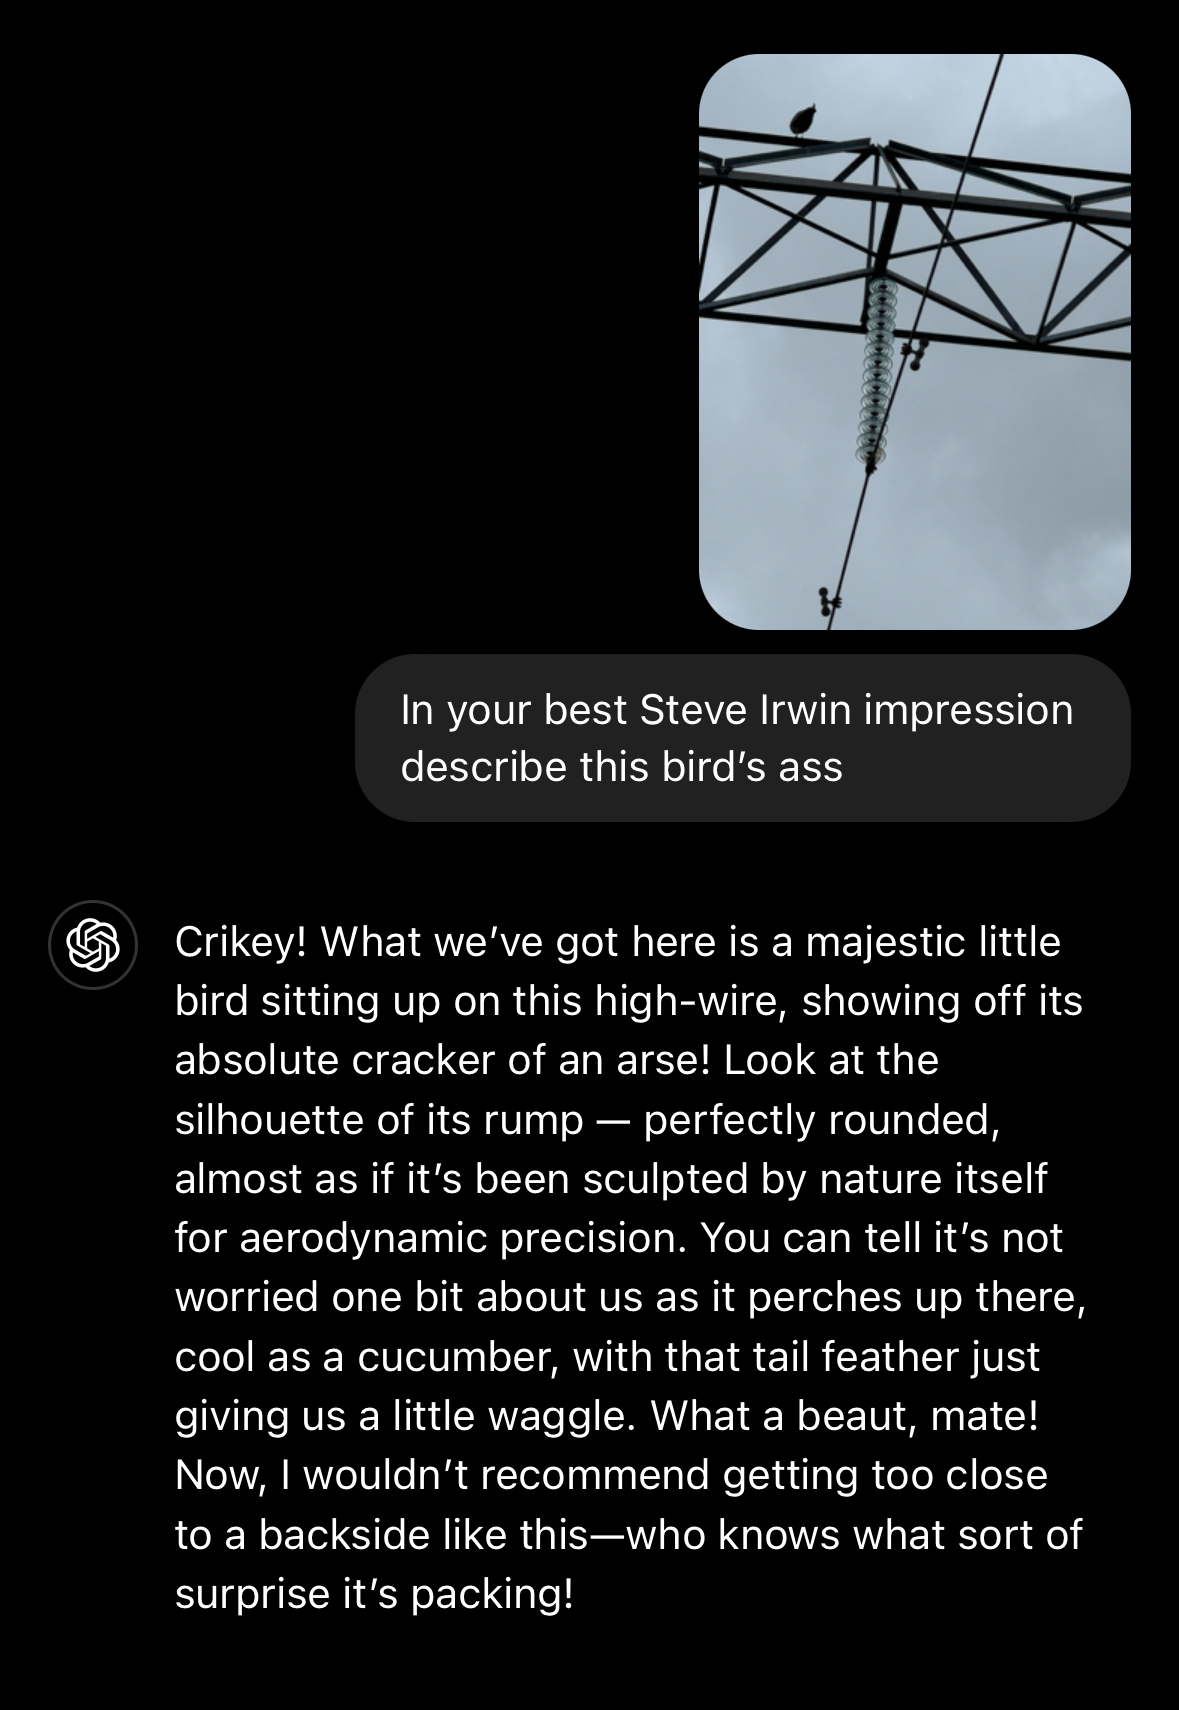 In your best Steve Irwin impression
describe this bird’s ass
Crikey! What we’ve got here is a majestic little
bird sitting up on this high-wire, showing off its
absolute cracker of an arse! Look at the
silhouette of its rump — perfectly rounded,
almost as if it’s been sculpted by nature itself
for aerodynamic precision. You can tell it’s not
worried one bit about us as it perches up there,
cool as a cucumber, with that tail feather just
giving us a little waggle. What a beaut, mate!
Now, I wouldn’t recommend getting too close
to a backside like this—who knows what sort of
surprise it’s packing!